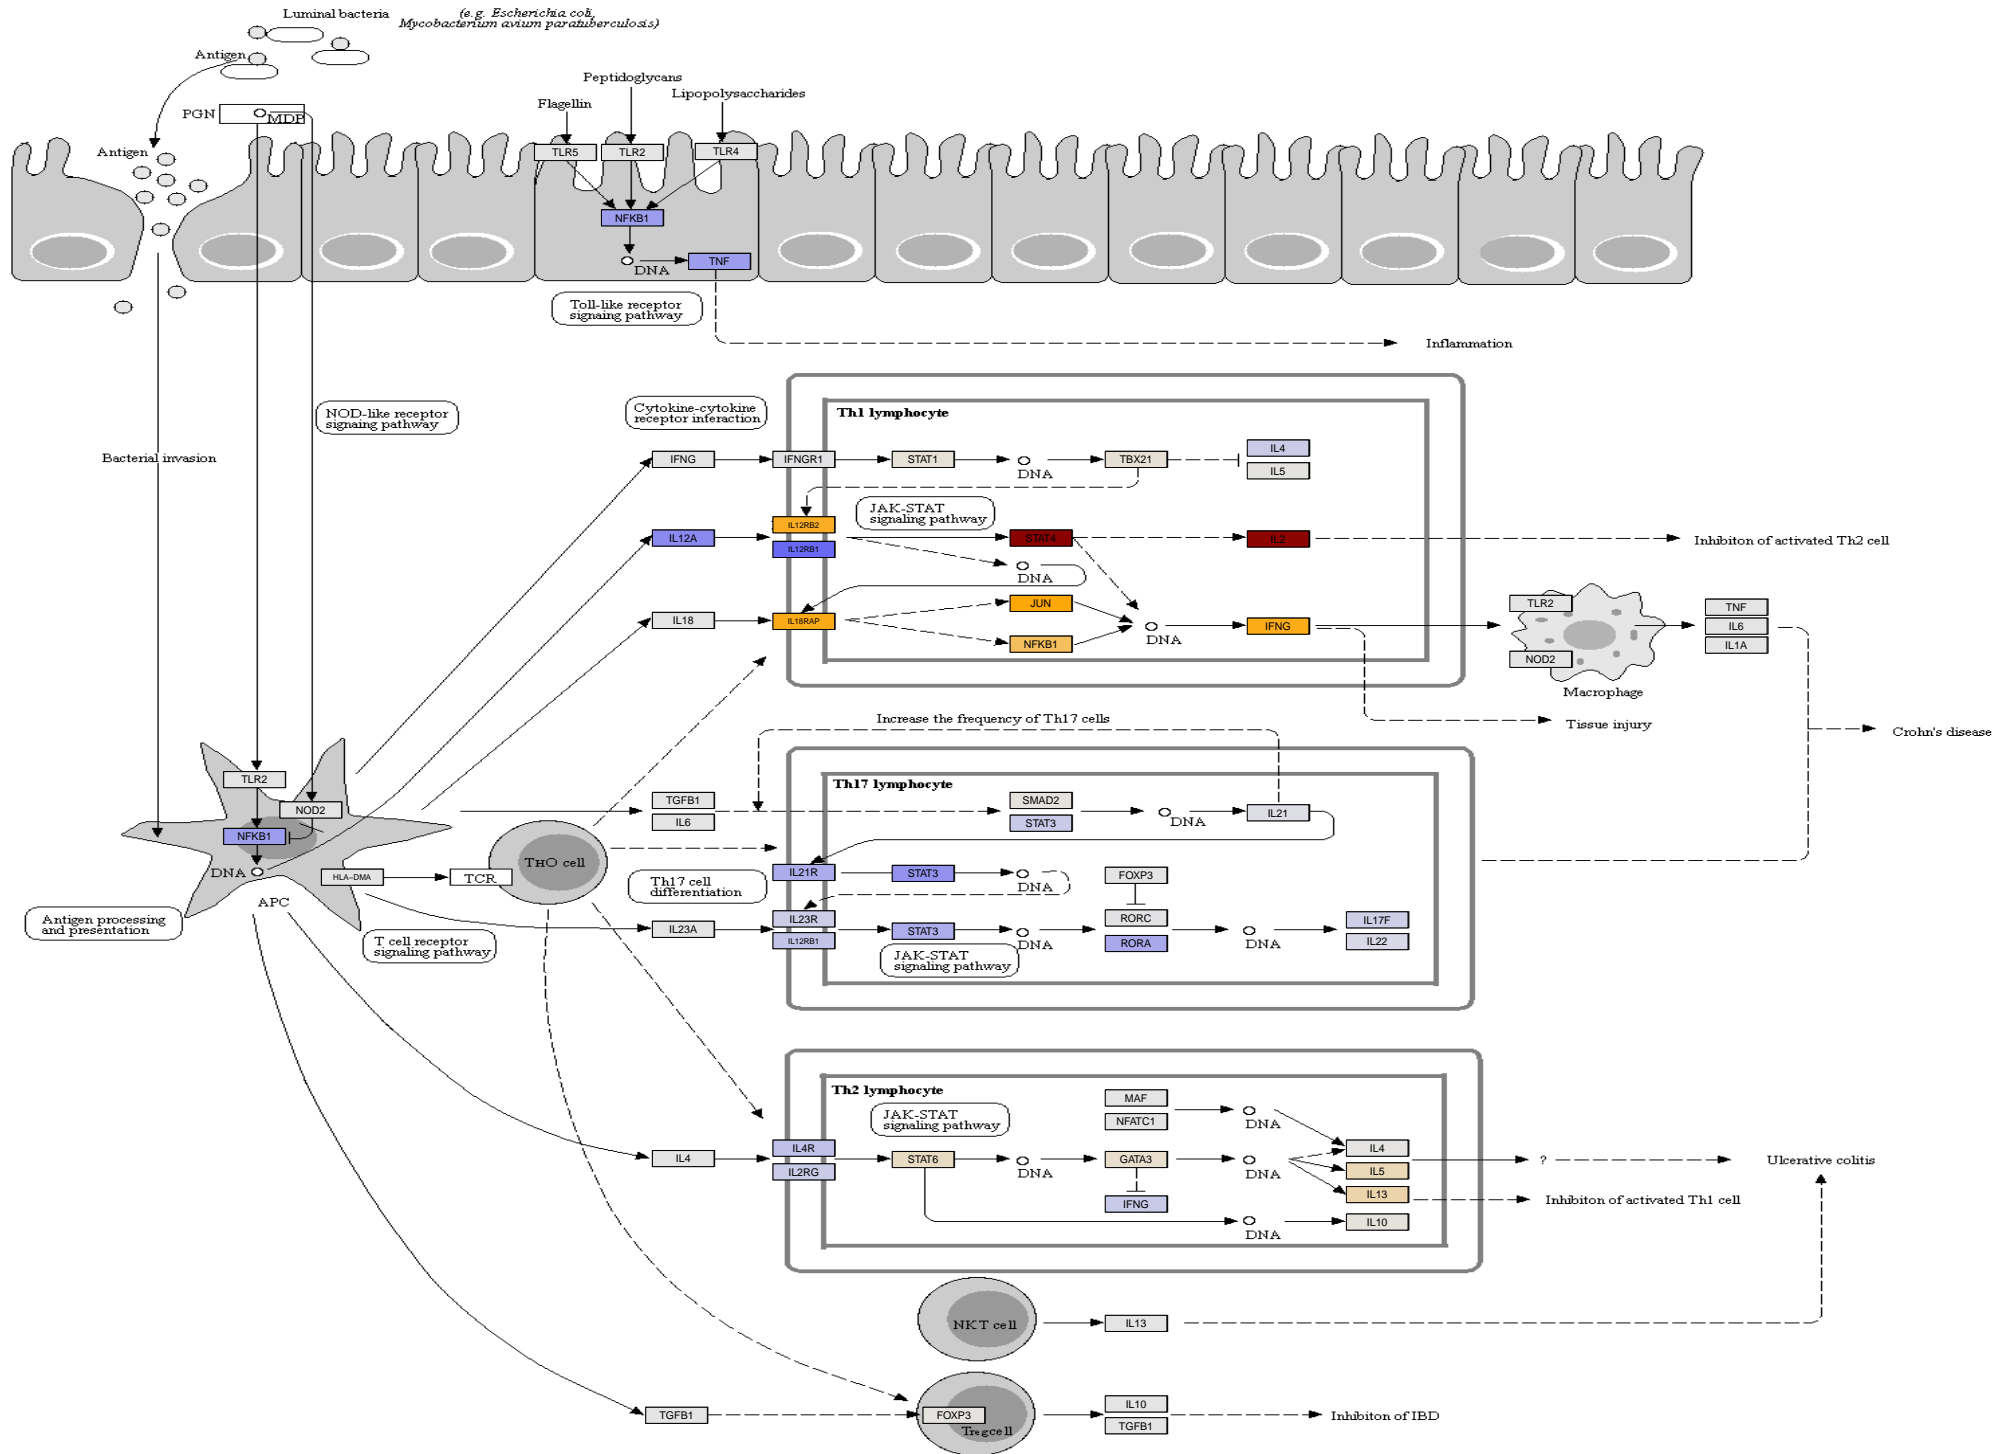 Luminal bacteria
(e.g. Escherichia coli,
Mycobacterium avium paratuberculosis)
Antigen
Peptidoglycans
Flagellin
Lipopolysaccharides
PGN
MDP
Antigen
TLR5
TLR2
TLR4
NFKB1
DNA
TNF
Toll-like receptor
signaing pathway
Inflammation
NOD-like receptor
signaing pathway
Cytokine-cytokine
receptor inferaction
Th1 lymphocyte
Bacterial invasion
IFNG
IFNGR1
STAT1
DNA
TBX21
IL4
IL5
JAK-STAT
signaling pathway
IL12A
IL12RB2
IL12RB1
STAT4
IL2
Inhibiton of activated Th2 cell
DNA
IL18
IL18RAP
JUN
NFKB1
DNA
IFNG
TLR2
NOD2
Macrophage
TNF
IL6
IL1A
Tissue injury
Crohn's disease
Increase the frequency of Th17 cells
Th17 lymphocyte
TLR2
NOD2
NFKB1
DNA
HLA-DMA
TCR
THO cell
APC
Antigen processing
and presentation
T cell receptor
signaling pathway
TGFB1
IL6
SMAD2
STAT3
DNA
IL21
Th17 cell
differentiation
IL21R
STAT3
DNA
FOXP3
IL23A
IL23R
IL12RB1
STAT3
DNA
RORC
RORA
DNA
IL17F
IL22
JAK-STAT
signaling pathway
Th2 lymphocyte
JAK-STAT
signaling pathway
MAF
NFATC1
DNA
IL4
IL4R
IL2RG
STAT6
DNA
GATA3
IFNG
DNA
IL4
IL5
IL13
IL10
DNA
?
Ulcerative colitis
Inhibiton of activated Th1 cell
NKT cell
IL13
TGFB1
FOXP3
Treg cell
IL10
TGFB1
Inhibiton of IBD